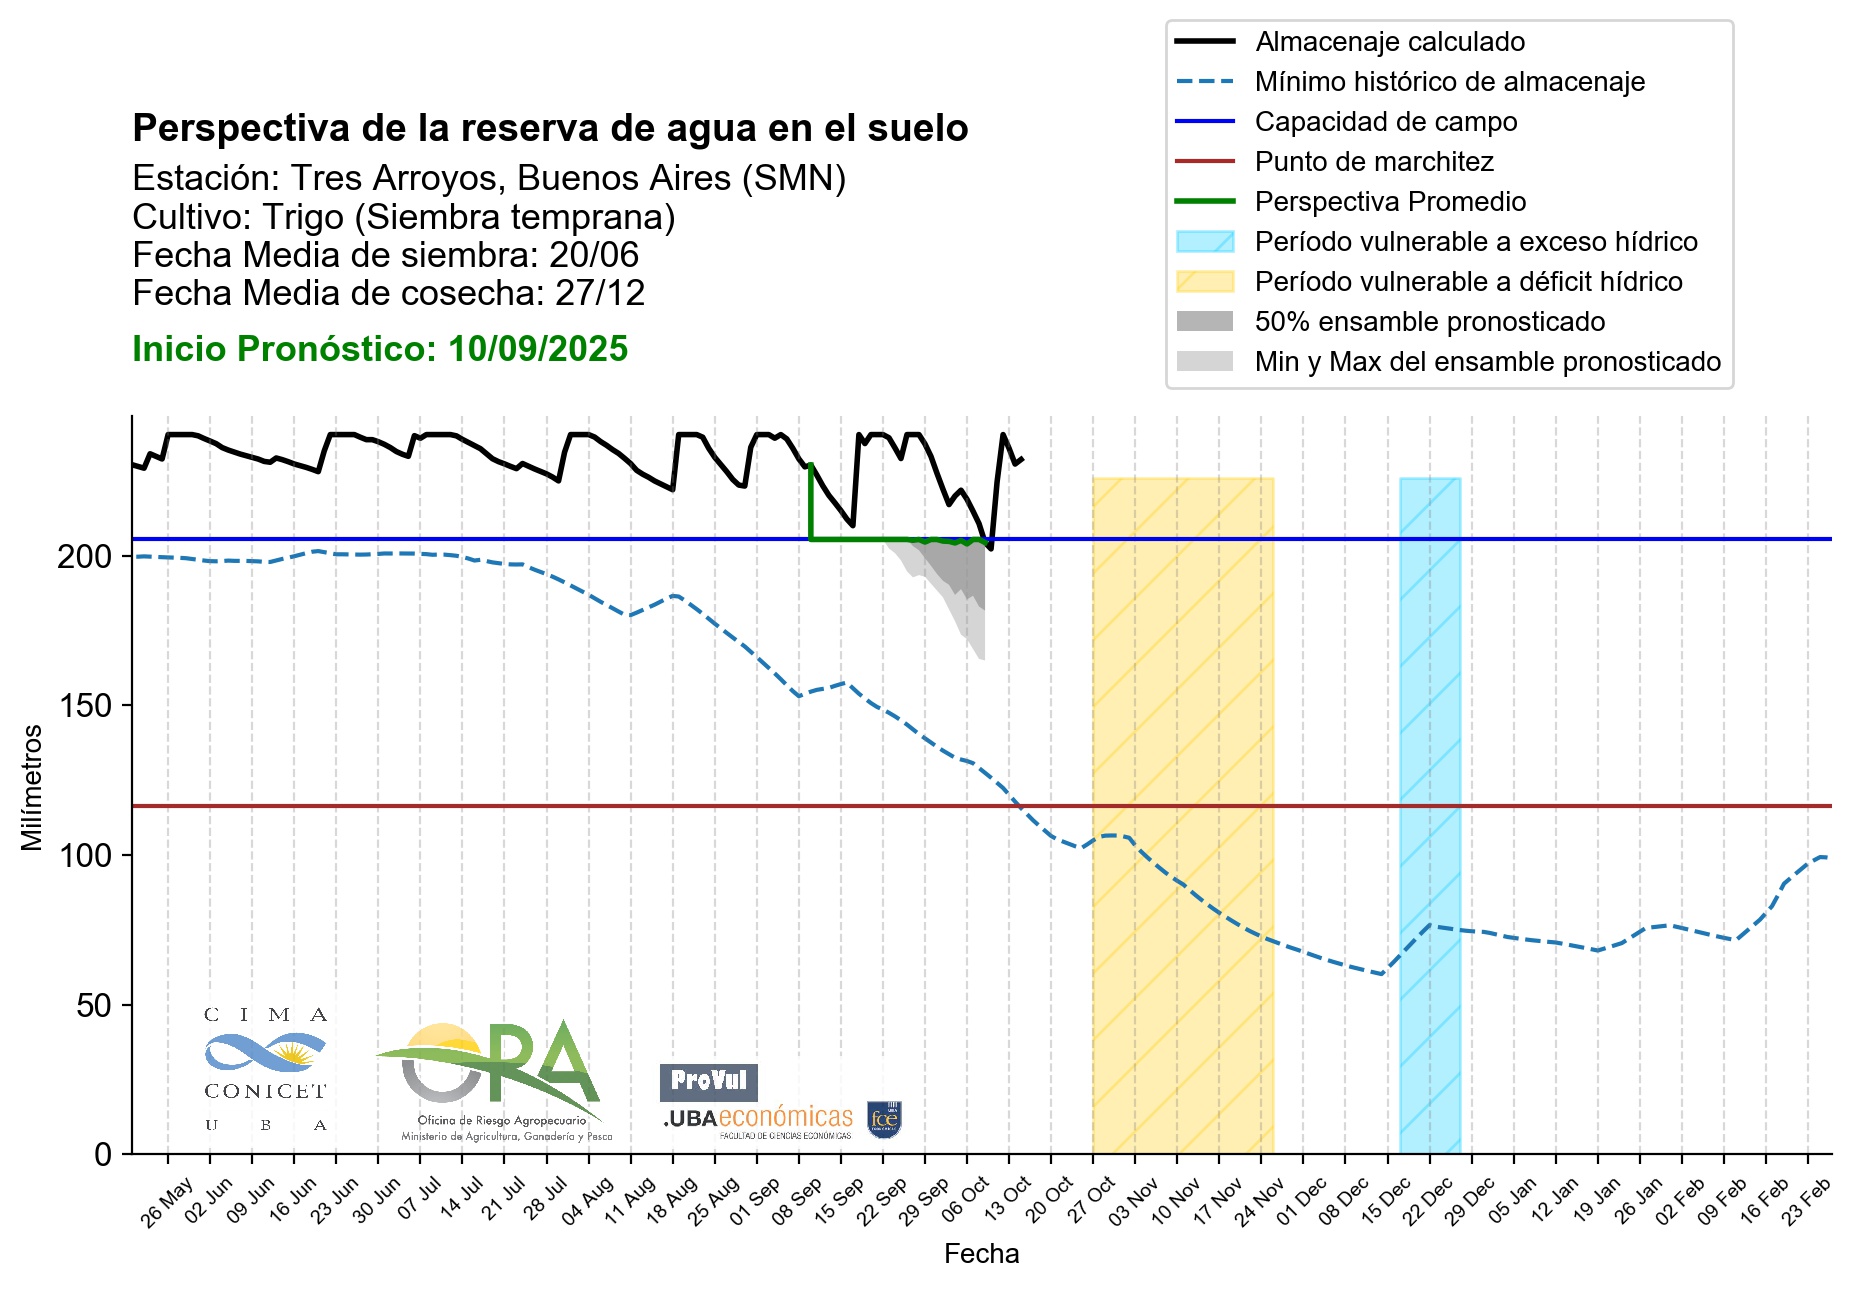 Almacenaje calculado
Mínimo histórico de almacenaje
Capacidad de campo
Punto de marchitez
Perspectiva Promedio
Período vulnerable a exceso hídrico
Período vulnerable a déficit hídrico
50% ensamble pronosticado
Min y Max del ensamble pronosticado
Perspectiva de la reserva de agua en el suelo
Estación: Tres Arroyos, Buenos Aires (SMN)
Cultivo: Trigo (Siembra temprana)
Fecha Media de siembra: 20/06
Fecha Media de cosecha: 27/12
Inicio Pronóstico: 10/09/2025
Milímetros
200
150
100
50
0
CIMA
CONICET
UBA
ORA
Oficina de Riesgo Agropecuario
Ministerio de Agricultura, Ganadería y Pesca
ProVul
.UBAeconómicas
FACULTAD DE CIENCIAS ECONÓMICAS
UBA
fce
26 May
02 Jun
09 Jun
16 Jun
23 Jun
30 Jun
07 Jul
14 Jul
21 Jul
28 Jul
04 Aug
11 Aug
18 Aug
25 Aug
01 Sep
08 Sep
15 Sep
22 Sep
29 Sep
06 Oct
13 Oct
20 Oct
27 Oct
03 Nov
10 Nov
17 Nov
24 Nov
01 Dec
08 Dec
15 Dec
22 Dec
29 Dec
05 Jan
12 Jan
19 Jan
26 Jan
02 Feb
09 Feb
16 Feb
23 Feb
Fecha